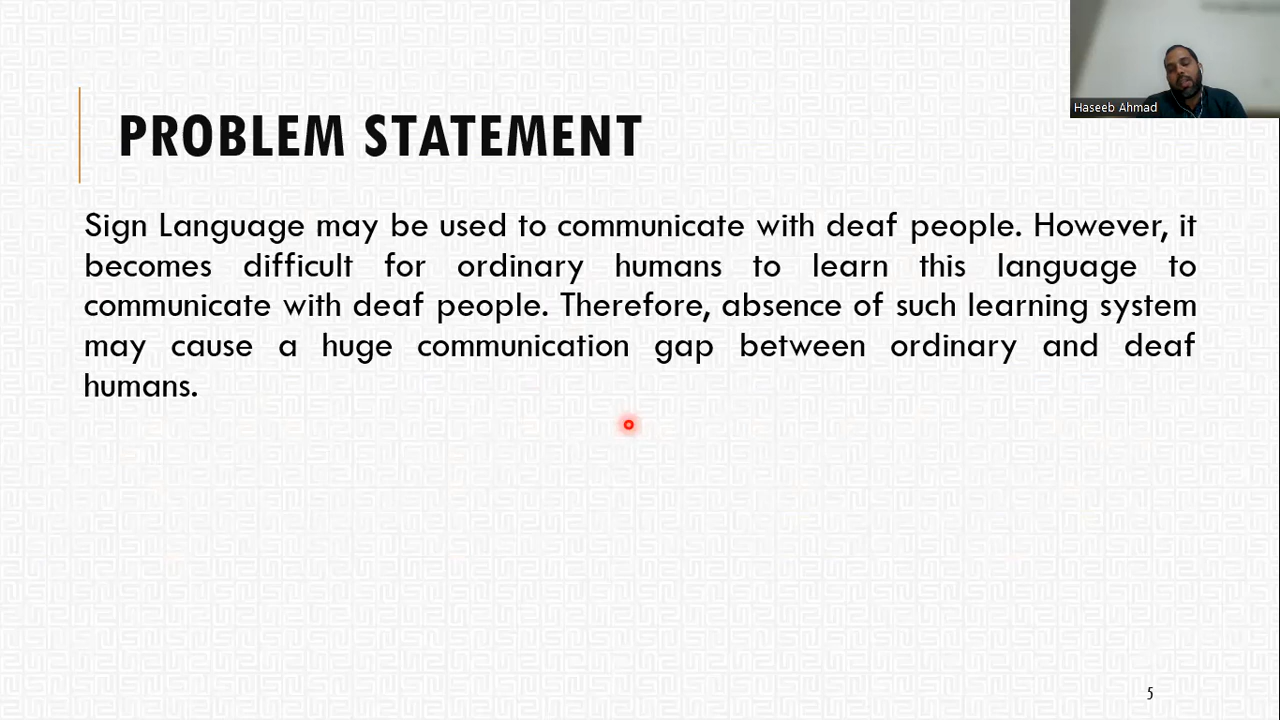 Haseeb Ahmad
PROBLEM STATEMENT
Sign Language may be used to communicate with deaf people. However, it
becomes difficult for ordinary humans to learn this language to
communicate with deaf people. Therefore, absence of such learning system
may cause a huge communication gap between ordinary and deaf
humans.
5